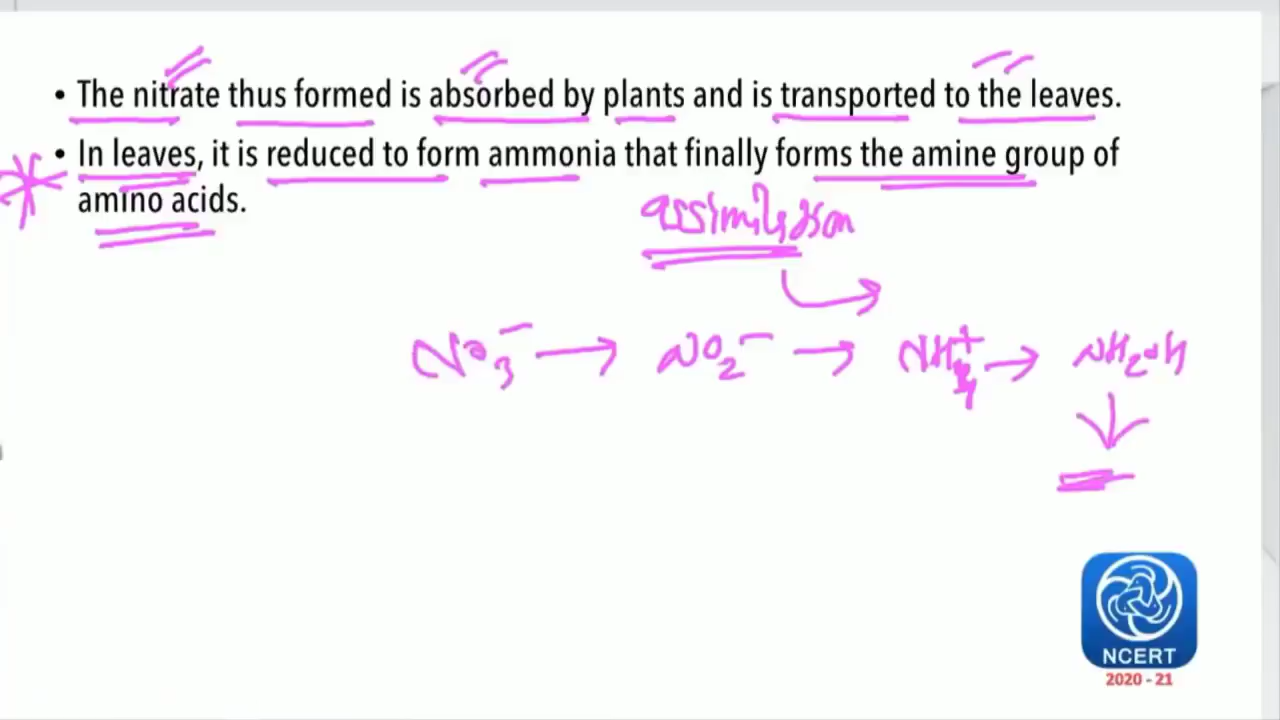 • The nitrate thus formed is absorbed by plants and is transported to the leaves.
• In leaves, it is reduced to form ammonia that finally forms the amine group of
amino acids.
assimilation
NO3⁻ → NO2⁻ → NH4⁺ → NH2OH
NCERT
2020 - 21